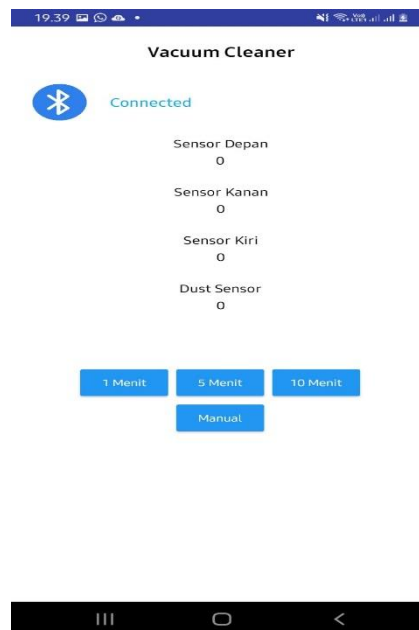 19.39
Vacuum Cleaner
Connected
Sensor Depan
0
Sensor Kanan
0
Sensor Kiri
0
Dust Sensor
0
1 Menit 5 Menit 10 Menit
Manual